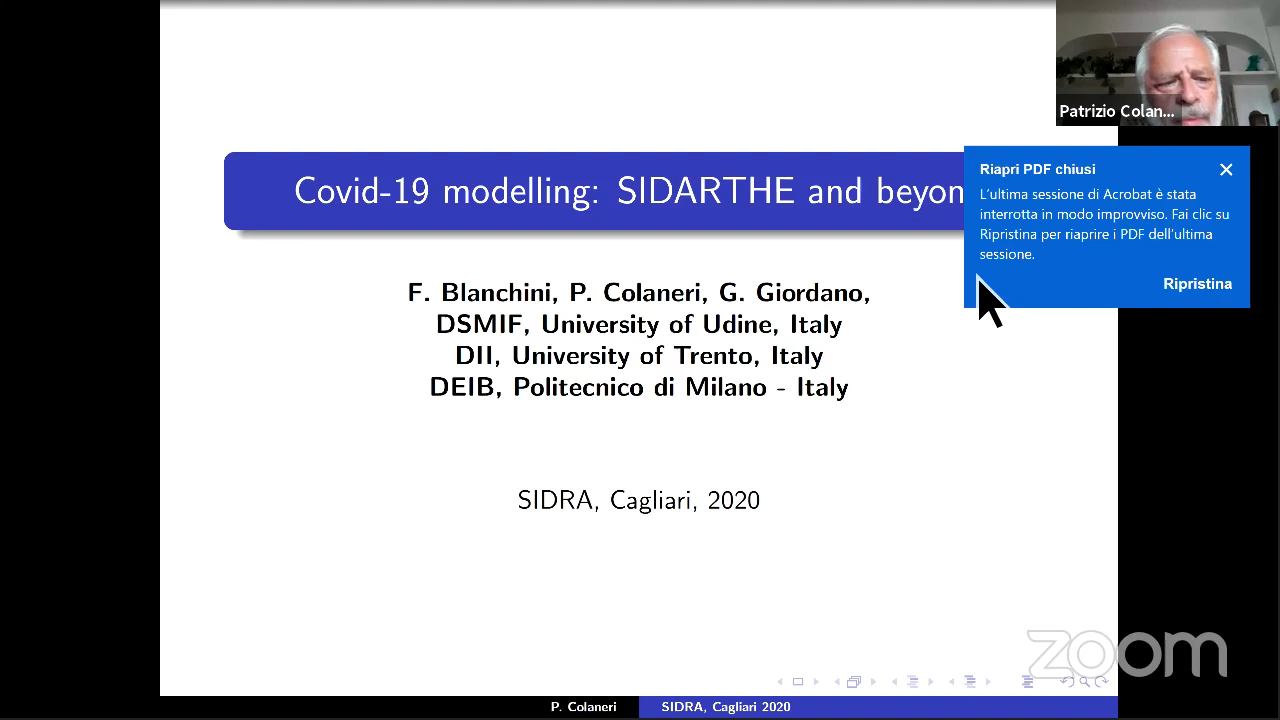 Patrizio Colan...
Covid-19 modelling: SIDARTHE and beyon
Riapri PDF chiusi
L'ultima sessione di Acrobat è stata
interrotta in modo improvviso. Fai clic su
Ripristina per riaprire i PDF dell'ultima
sessione.
Ripristina
F. Blanchini, P. Colaneri, G. Giordano,
DSMIF, University of Udine, Italy
DII, University of Trento, Italy
DEIB, Politecnico di Milano - Italy
SIDRA, Cagliari, 2020
zoom
P. Colaneri
SIDRA, Cagliari 2020